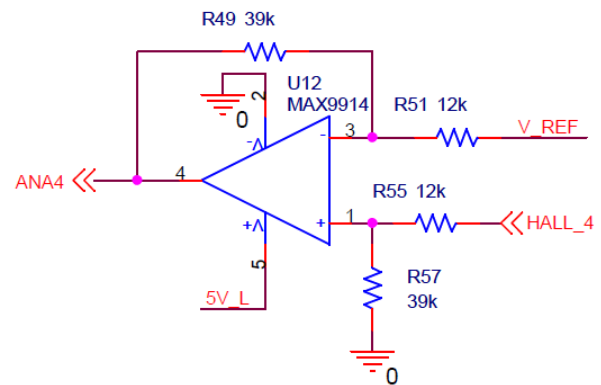 R49 39k
U12
MAX9914
2
-V
0
R51 12k
-
3
V_REF
ANA4
4
R55 12k
+
1
HALL_4
+V
5
5V_L
R57
39k
0